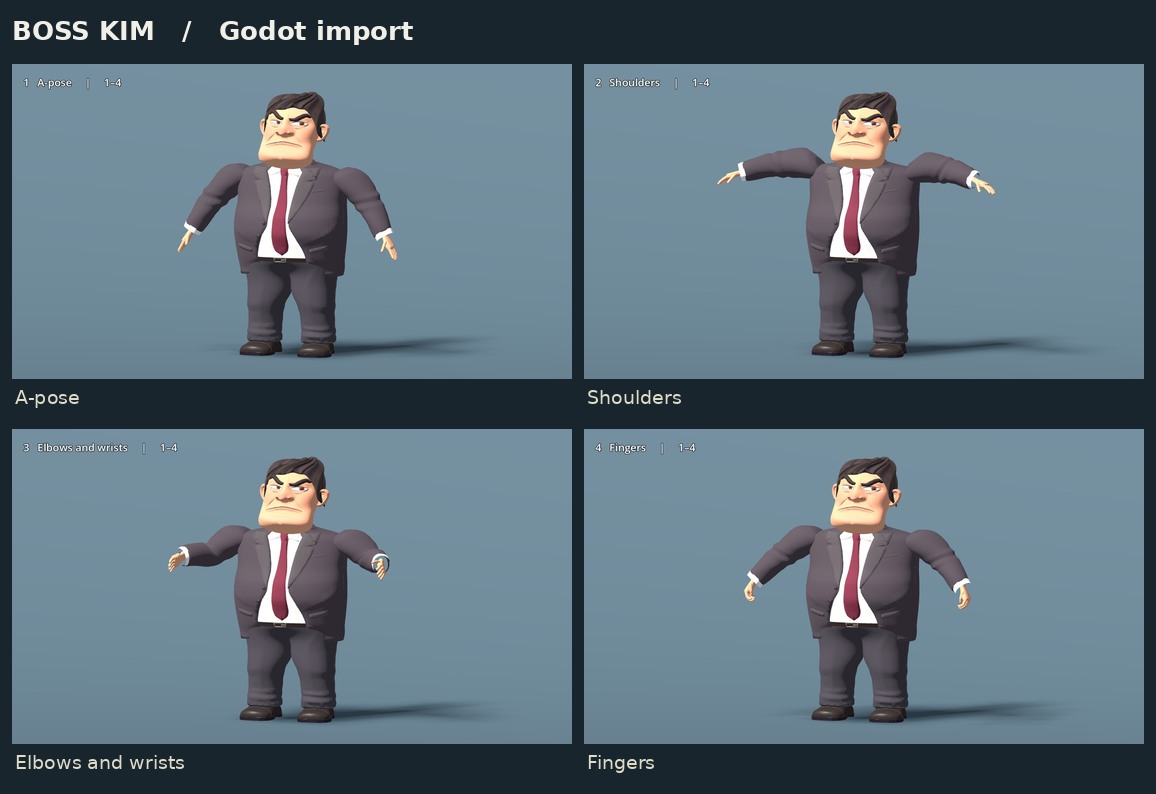 BOSS KIM / Godot import
1 A-pose | 1–4
2 Shoulders | 1–4
A-pose
Shoulders
3 Elbows and wrists | 1–4
4 Fingers | 1–4
Elbows and wrists
Fingers